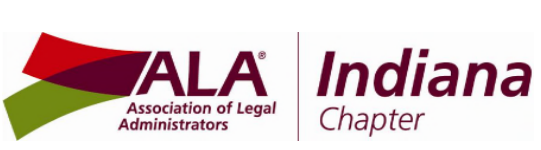 ALA®
Association of Legal
Administrators
Indiana
Chapter